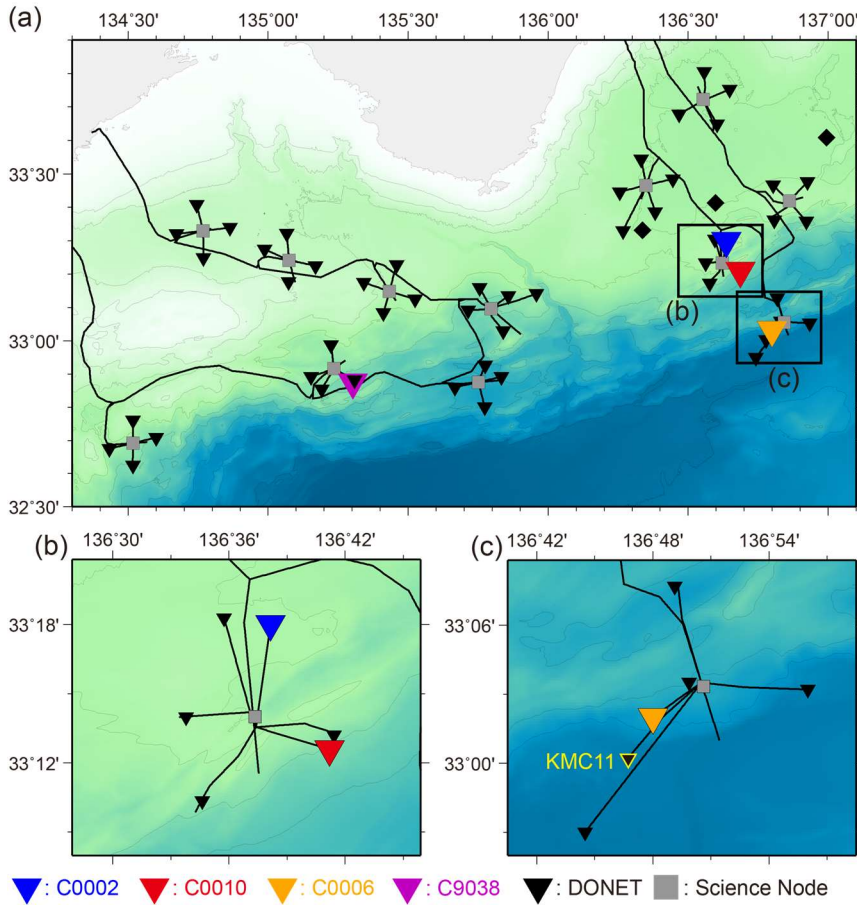 (a)
134°30' 135°00' 135°30' 136°00' 136°30' 137°00'
33°30'
33°00'
32°30'
(b)
(c)
(b)
136°30' 136°36' 136°42'
33°18'
33°12'
(c)
136°42' 136°48' 136°54'
33°06'
33°00'
KMC11
: C0002 : C0010 : C0006 : C9038 : DONET : Science Node